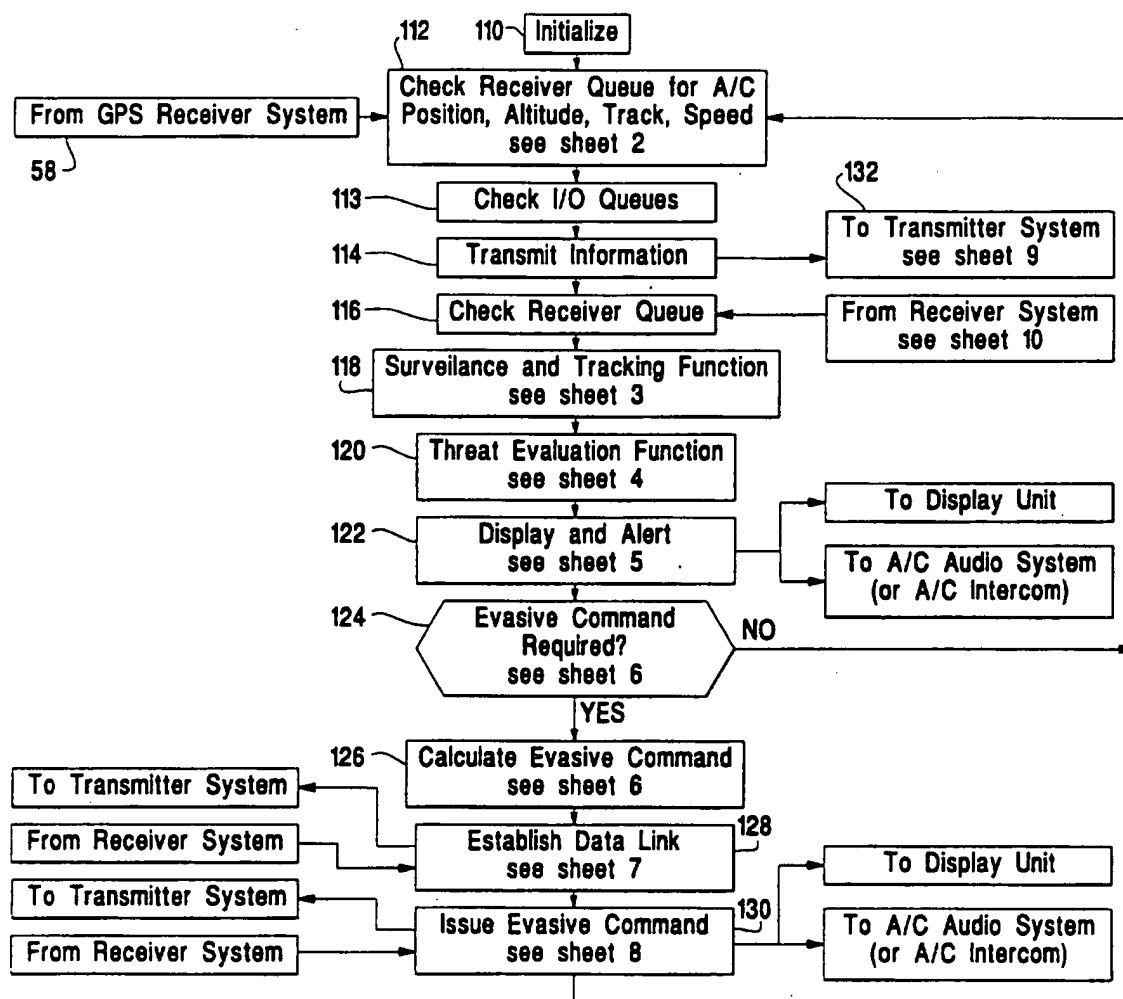 110
Initialize
112
Check Receiver Queue for A/C
Position, Altitude, Track, Speed
see sheet 2
From GPS Receiver System
58
113
Check I/O Queues
132
114
Transmit Information
To Transmitter System
see sheet 9
116
Check Receiver Queue
From Receiver System
see sheet 10
118
Surveilance and Tracking Function
see sheet 3
120
Threat Evaluation Function
see sheet 4
122
Display and Alert
see sheet 5
To Display Unit
To A/C Audio System
(or A/C Intercom)
124
Evasive Command
Required?
see sheet 6
NO
YES
126
Calculate Evasive Command
see sheet 6
To Transmitter System
From Receiver System
Establish Data Link
see sheet 7
128
To Transmitter System
From Receiver System
Issue Evasive Command
see sheet 8
130
To Display Unit
To A/C Audio System
(or A/C Intercom)